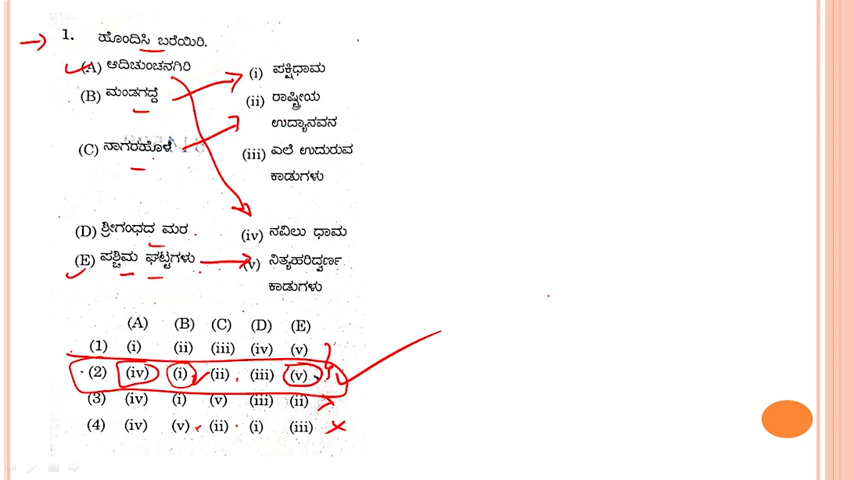 1. ಹೊಂದಿಸಿ ಬರೆಯಿರಿ.
(A) ಆದಿಚುಂಚನಗಿರಿ (i) ಪಕ್ಷಿಧಾಮ
(B) ಮಂಡಗದ್ದೆ (ii) ರಾಷ್ಟ್ರೀಯ
ಉದ್ಯಾನವನ
(C) ನಾಗರಹೊಳೆ (iii) ಎಲೆ ಉದುರುವ
ಕಾಡುಗಳು
(D) ಶ್ರೀಗಂಧದ ಮರ (iv) ನವಿಲು ಧಾಮ
(E) ಪಶ್ಚಿಮ ಘಟ್ಟಗಳು (v) ನಿತ್ಯಹರಿದ್ವರ್ಣ
ಕಾಡುಗಳು
(A) (B) (C) (D) (E)
(1) (i) (ii) (iii) (iv) (v)
(2) (iv) (i) (ii) (iii) (v)
(3) (iv) (i) (v) (iii) (ii)
(4) (iv) (v) (ii) (i) (iii)